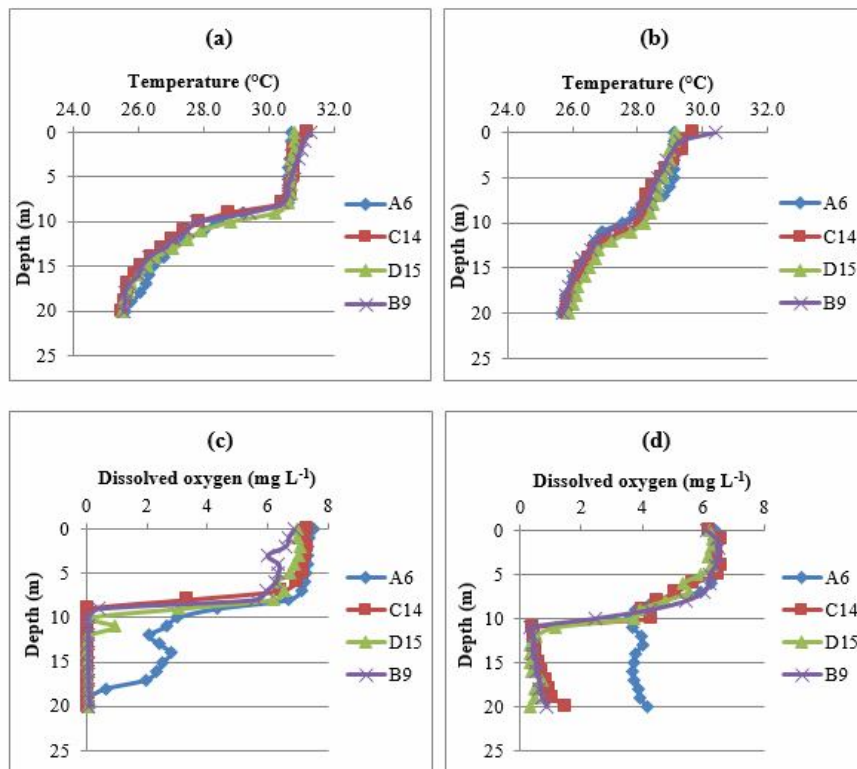 (a)
Temperature (°C)
24.0 26.0 28.0 30.0 32.0
0
5
10
15
20
25
Depth (m)
A6
C14
D15
B9
(b)
Temperature (°C)
24.0 26.0 28.0 30.0 32.0
0
5
10
15
20
25
Depth (m)
A6
C14
D15
B9
(c)
Dissolved oxygen (mg L⁻¹)
0 2 4 6 8
0
5
10
15
20
25
Depth (m)
A6
C14
D15
B9
(d)
Dissolved oxygen (mg L⁻¹)
0 2 4 6 8
0
5
10
15
20
25
Depth (m)
A6
C14
D15
B9